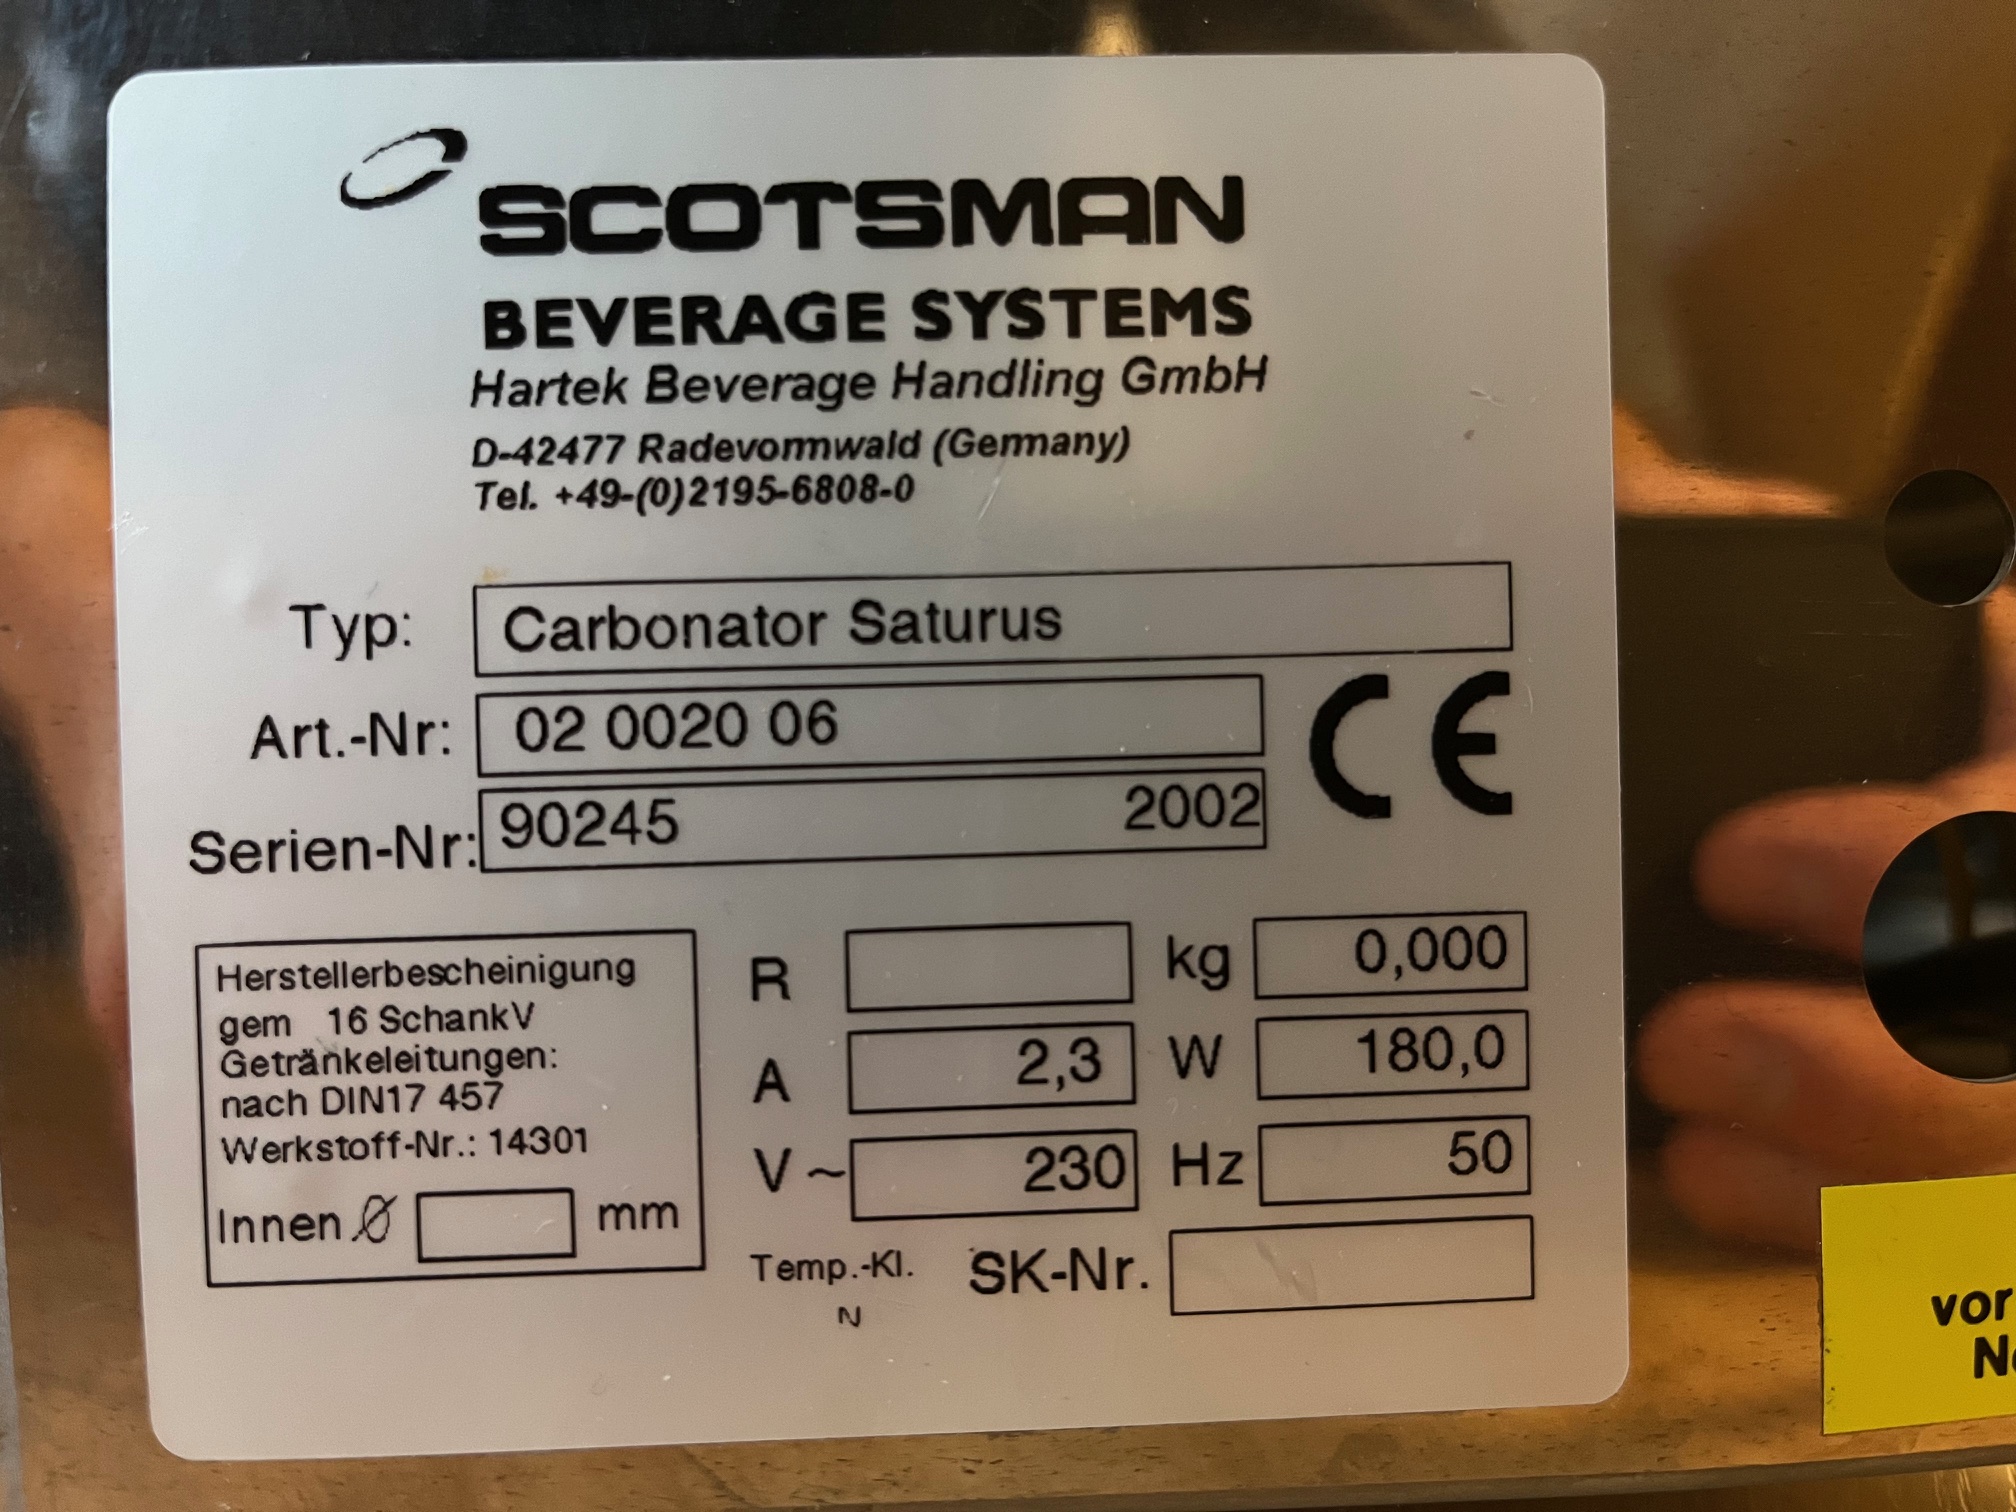 SCOTSMAN
BEVERAGE SYSTEMS
Hartek Beverage Handling GmbH
D-42477 Radevormwald (Germany)
Tel. +49-(0)2195-6808-0
Typ: Carbonator Saturus
Art.-Nr: 02 0020 06
CE
Serien-Nr: 90245 2002
Herstellerbescheinigung
gem 16 SchankV
Getränkeleitungen:
nach DIN17 457
Werkstoff-Nr.: 14301
Innen Ø mm
R kg 0,000
A 2,3 W 180,0
V~ 230 Hz 50
Temp.-Kl. SK-Nr.
N
vor